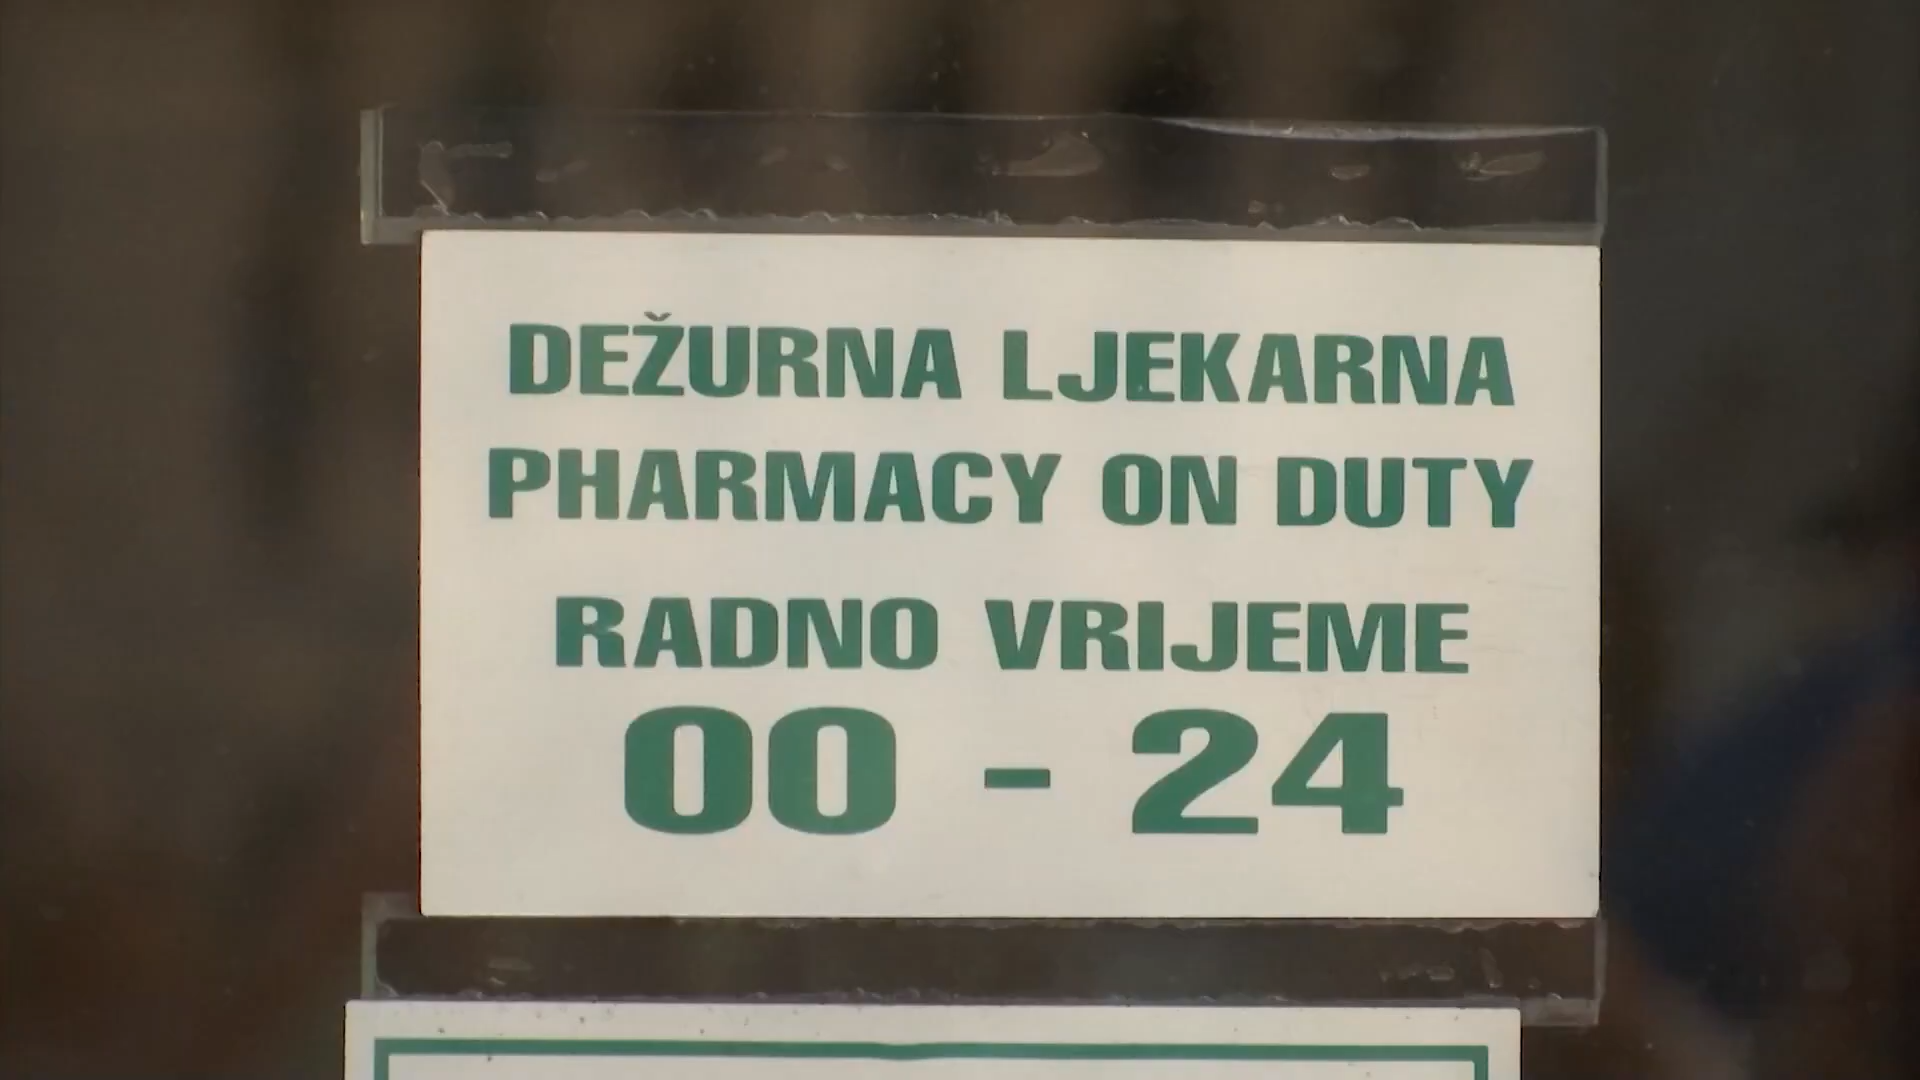 DEŽURNA LJEKARNA
PHARMACY ON DUTY
RADNO VRIJEME
00 - 24